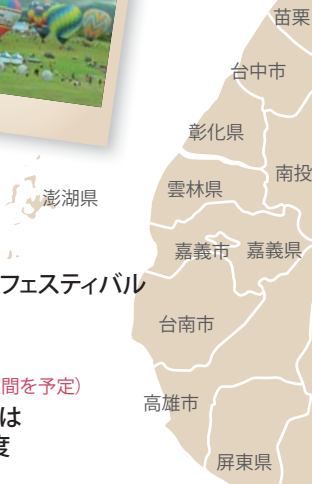 苗栗
台中市
彰化県
南投
雲林県
澎湖県
嘉義市 嘉義県
フェスティバル
台南市
間を予定)
高雄市
は
度
屏東県